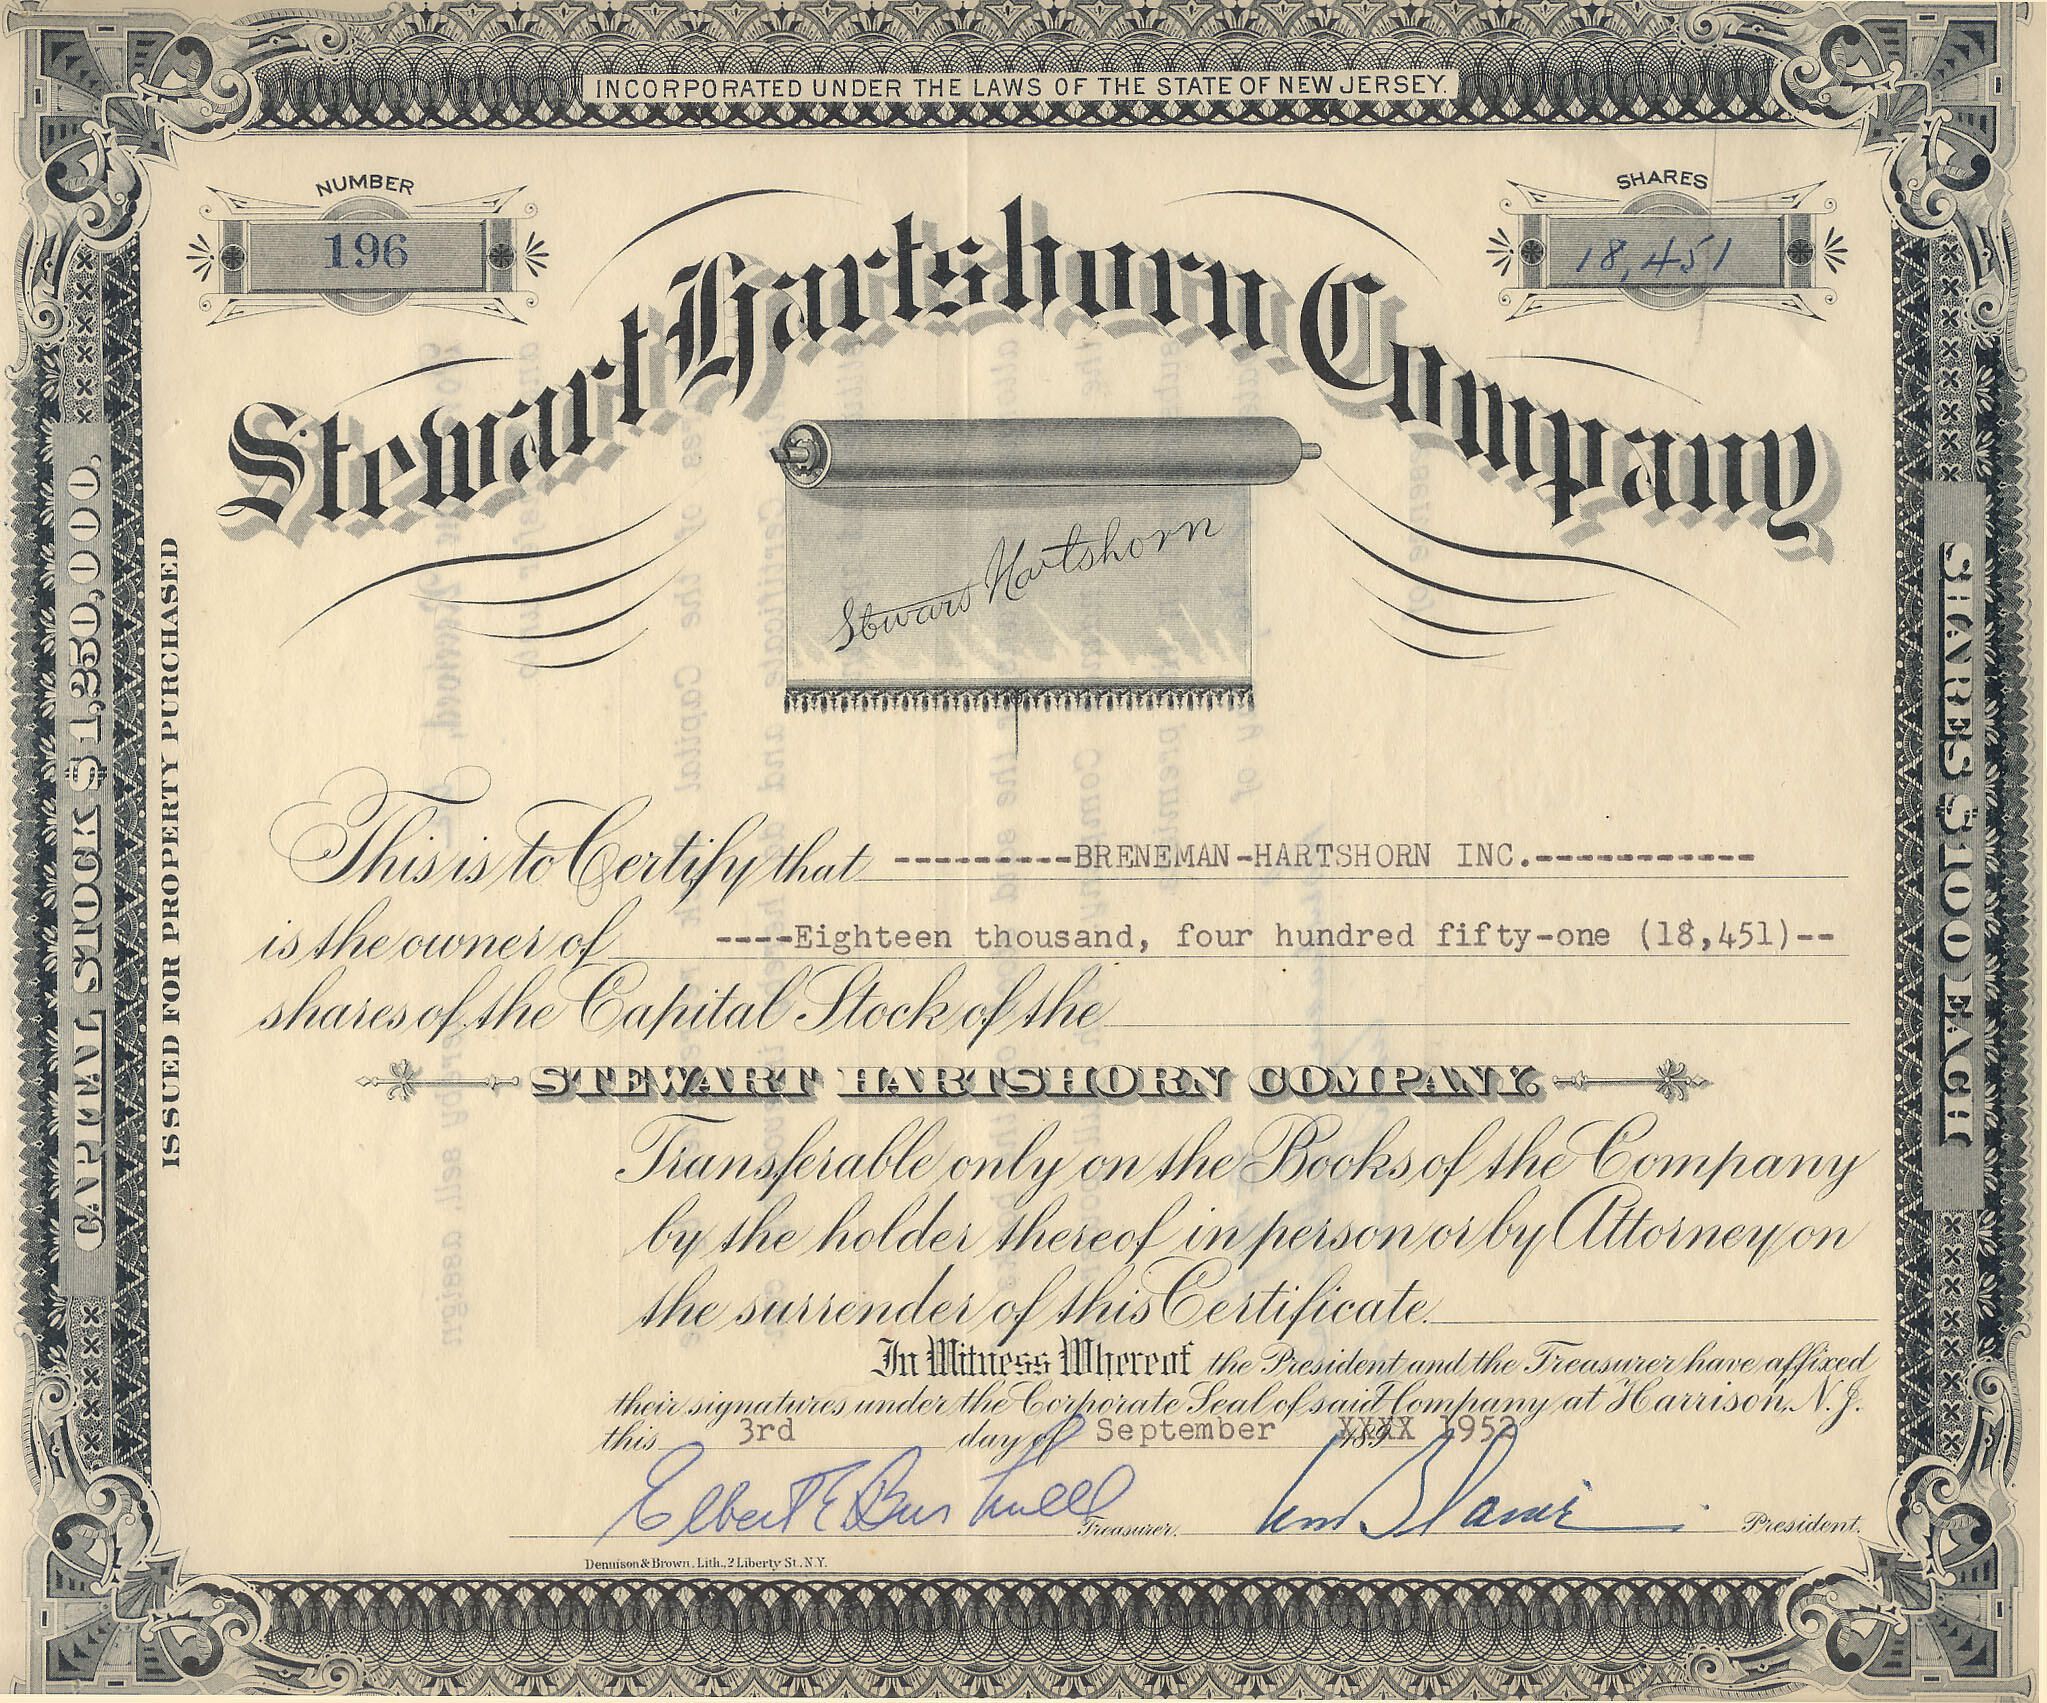 INCORPORATED UNDER THE LAWS OF THE STATE OF NEW JERSEY.
NUMBER
196
SHARES
18,451
Stewart Hartshorn Company
Stewart Hartshorn
CAPITAL STOCK $1,250,000.
ISSUED FOR PROPERTY PURCHASED
SHARES $100 EACH
This is to Certify that ---------BRENEMAN-HARTSHORN INC.------------
is the owner of ----Eighteen thousand, four hundred fifty-one (18,451)--
shares of the Capital Stock of the
STEWART HARTSHORN COMPANY.
Transferable only on the Books of the Company
by the holder thereof in person or by Attorney on
the surrender of this Certificate.
In Witness Whereof the President and the Treasurer have affixed
their signatures under the Corporate Seal of said Company at Harrison, N.J.
this 3rd day of September 189 XXXX 1952
Elbert E Bushnell Treasurer. President.
Dennison & Brown, Lith., 2 Liberty St., N.Y.